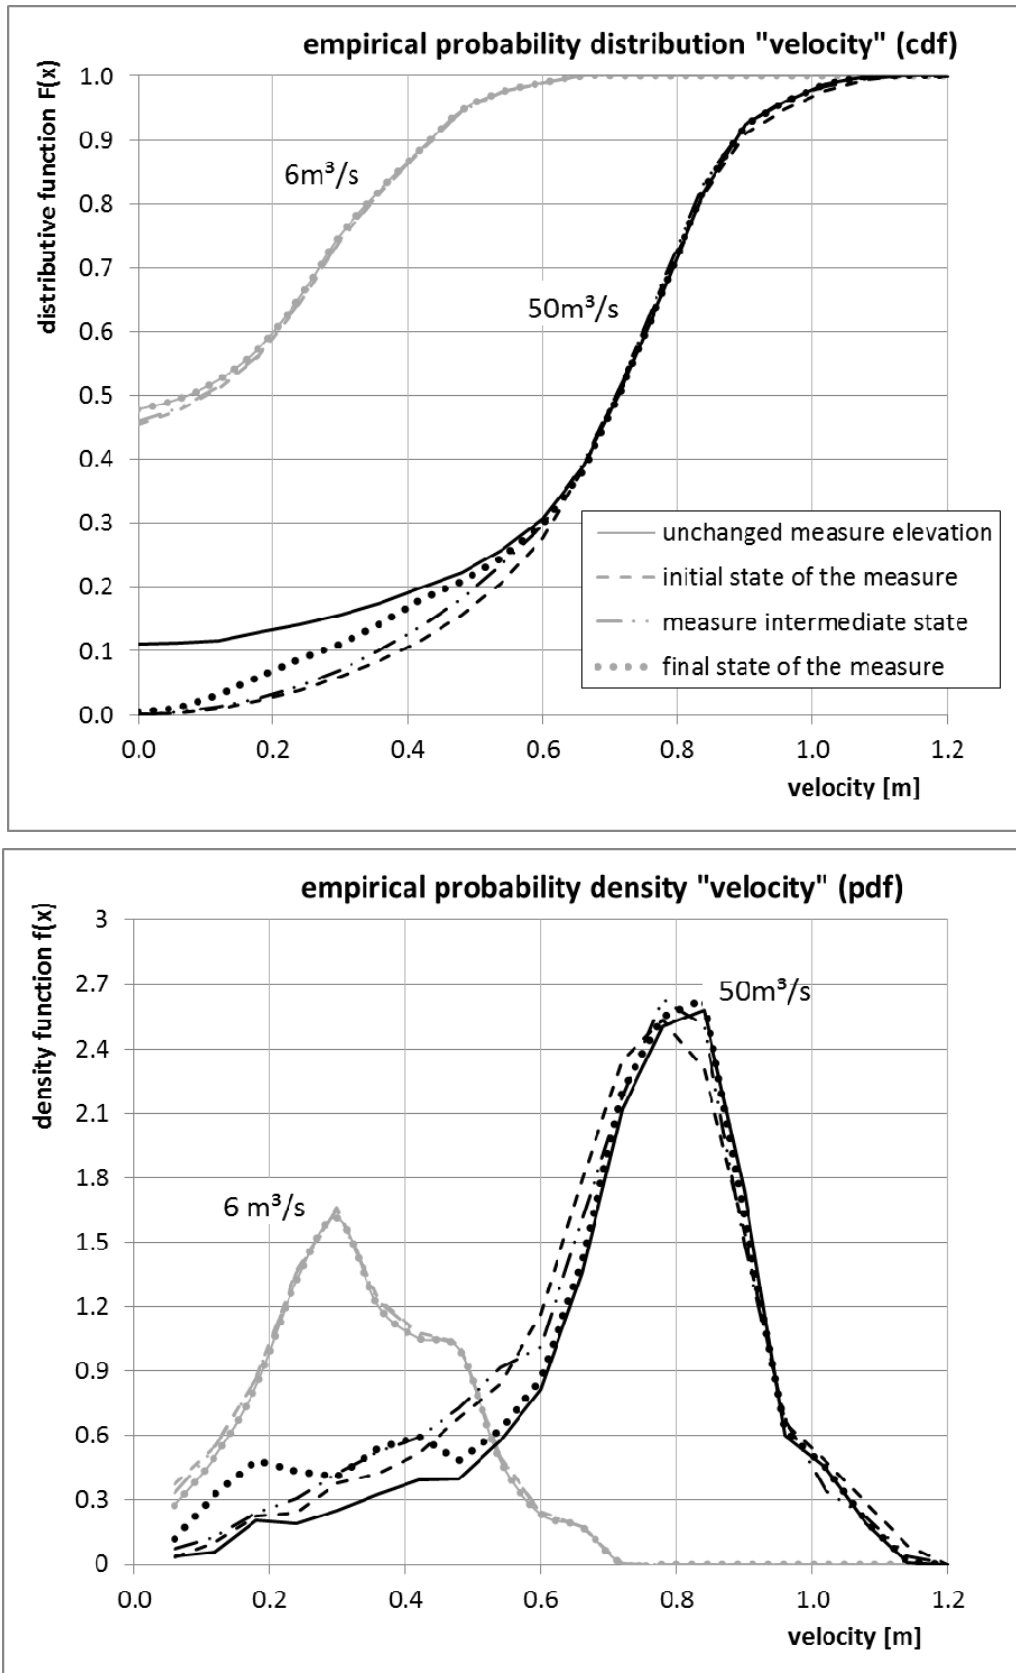 empirical probability distribution "velocity" (cdf)
distributive function F(x)
1.0
0.9
0.8
0.7
0.6
0.5
0.4
0.3
0.2
0.1
0.0
6m³/s
50m³/s
unchanged measure elevation
initial state of the measure
measure intermediate state
final state of the measure
0.0 0.2 0.4 0.6 0.8 1.0 1.2
velocity [m]
empirical probability density "velocity" (pdf)
density function f(x)
3
2.7
2.4
2.1
1.8
1.5
1.2
0.9
0.6
0.3
0
50m³/s
6 m³/s
0.0 0.2 0.4 0.6 0.8 1.0 1.2
velocity [m]